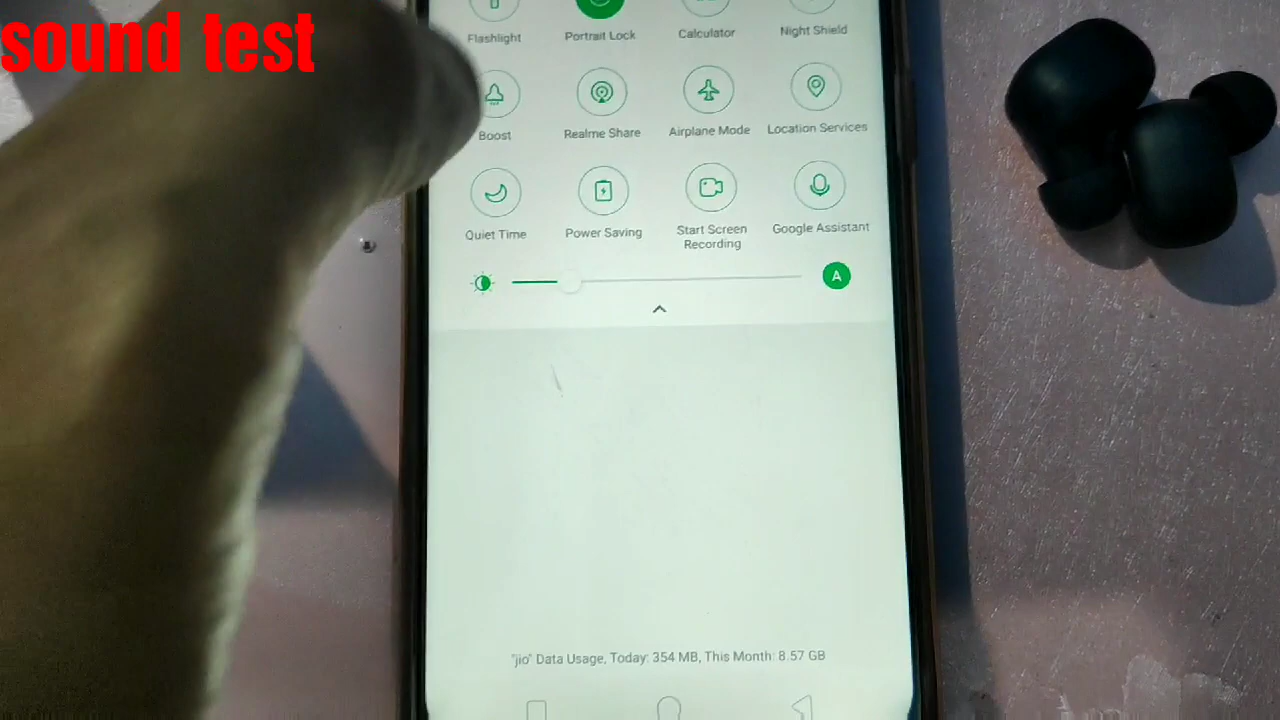 sound test
Flashlight
Portrait Lock
Calculator
Night Shield
Boost
Realme Share
Airplane Mode
Location Services
Quiet Time
Power Saving
Start Screen
Recording
Google Assistant
A
"jio" Data Usage, Today: 354 MB, This Month: 8.57 GB